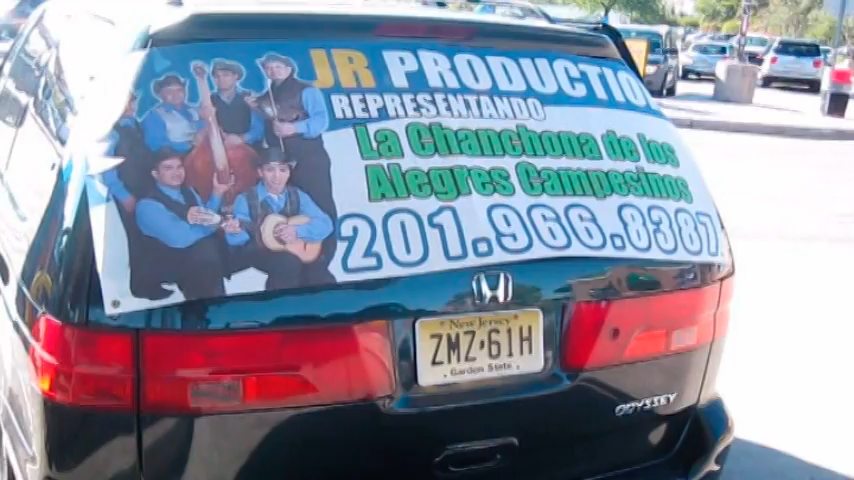 JR PRODUCTIO
REPRESENTANDO
La Chanchona de los
Alegres Campesinos
201.966.8387
New Jersey
ZMZ 61H
Garden State
ODYSSEY